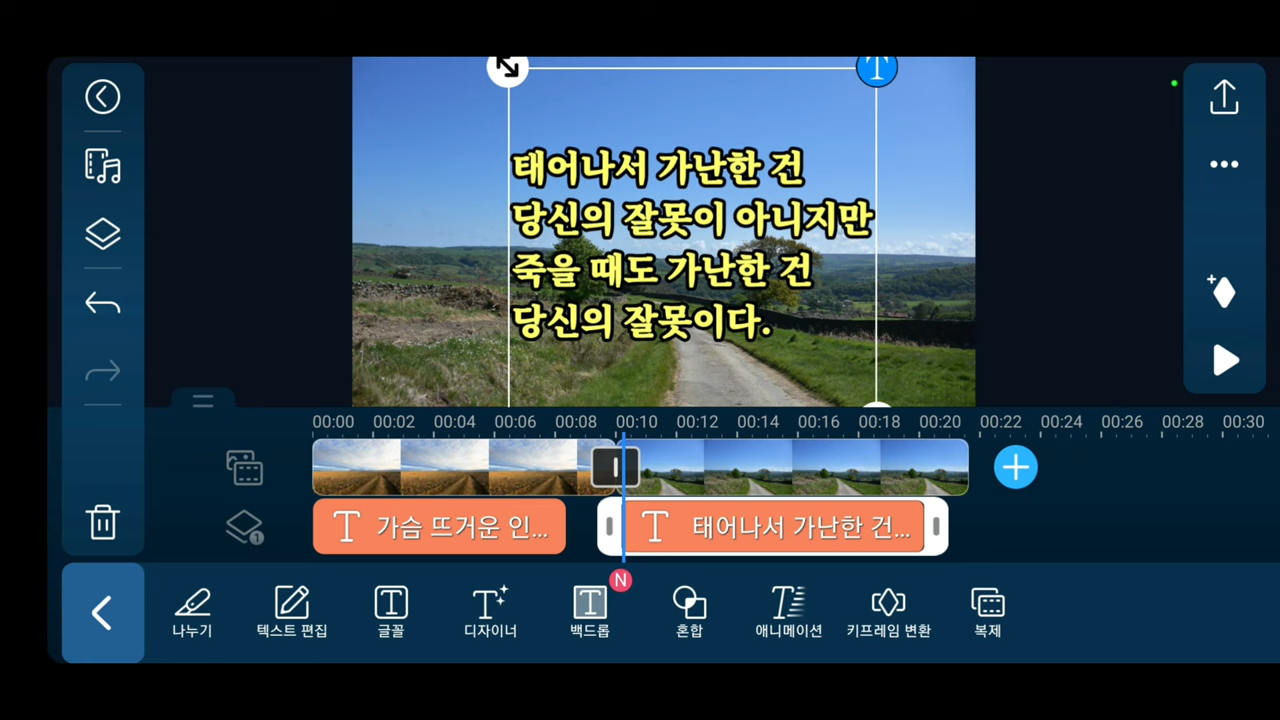 태어나서 가난한 건
당신의 잘못이 아니지만
죽을 때도 가난한 건
당신의 잘못이다.
00:00 00:02 00:04 00:06 00:08 00:10 00:12 00:14 00:16 00:18 00:20 00:22 00:24 00:26 00:28 00:30
T 가슴 뜨거운 인... T 태어나서 가난한 건...
1
N
나누기 텍스트 편집 글꼴 디자이너 백드롭 혼합 애니메이션 키프레임 변환 복제